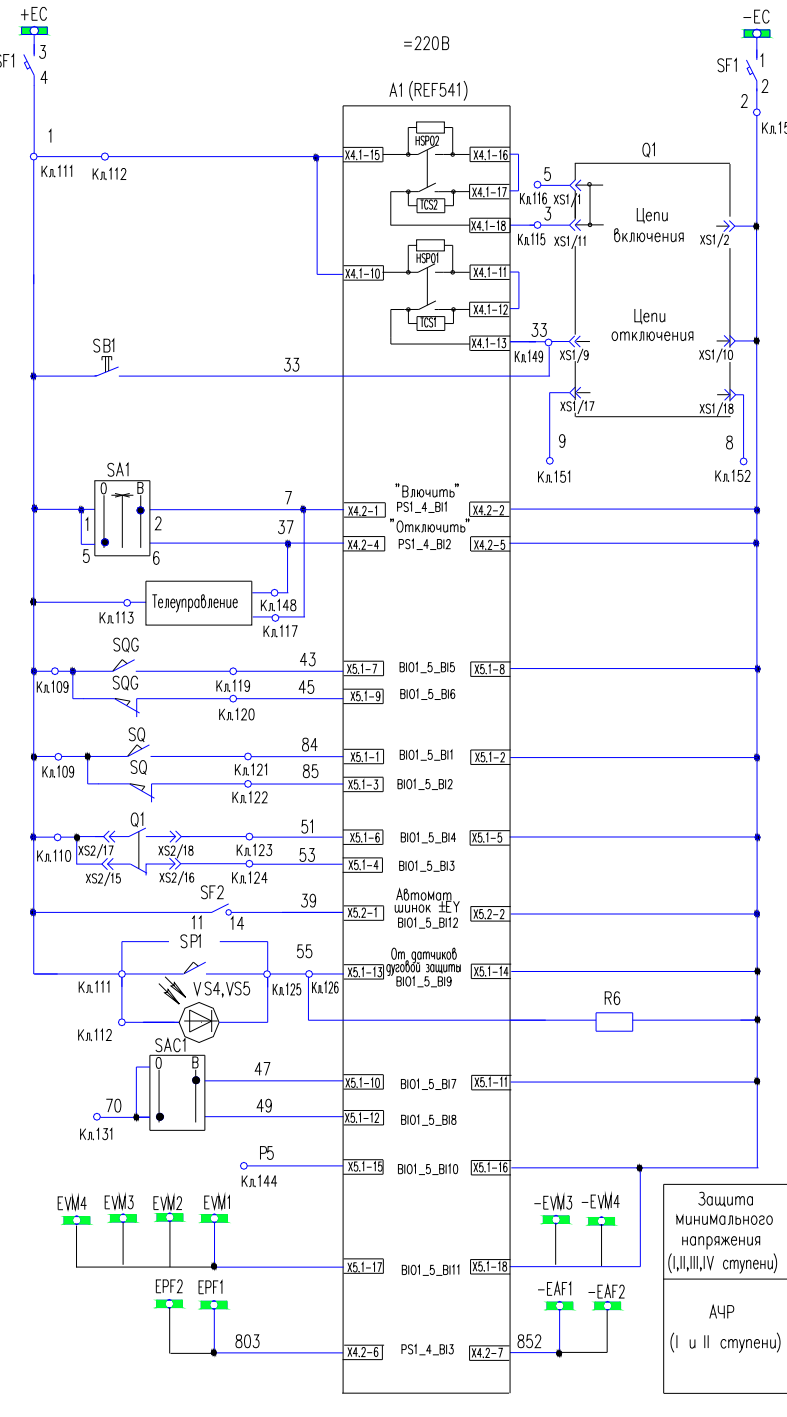 +EC
-EC
=220В
SF1
3
4
SF1
1
2
2
A1 (REF541)
1
Кл.111
Кл.112
X4.1-15
HSPO2
X4.1-16
X4.1-17
TCS2
X4.1-18
5
Кл.116
XS1/1
3
Кл.115
XS1/11
Q1
Цепи
включения
XS1/2
X4.1-10
HSPO1
X4.1-11
X4.1-12
TCS1
X4.1-13
33
Кл.149
XS1/9
Цепи
отключения
XS1/10
SB1
33
XS1/17
XS1/18
9
Кл.151
8
Кл.152
SA1
0
В
1
2
5
6
7
37
X4.2-1
"Влючить"
PS1_4_BI1
X4.2-2
X4.2-4
"Отключить"
PS1_4_BI2
X4.2-5
Кл.113
Телеуправление
Кл.148
Кл.117
SQG
43
Кл.109
Кл.119
X5.1-7
BIO1_5_BI5
X5.1-8
SQG
45
Кл.120
X5.1-9
BIO1_5_BI6
SQ
84
Кл.109
Кл.121
X5.1-1
BIO1_5_BI1
X5.1-2
SQ
85
Кл.122
X5.1-3
BIO1_5_BI2
Q1
51
Кл.110
XS2/17
XS2/18
Кл.123
X5.1-6
BIO1_5_BI4
X5.1-5
53
XS2/15
XS2/16
Кл.124
X5.1-4
BIO1_5_BI3
SF2
39
11
14
X5.2-1
Автомат
шинок ±EY
BIO1_5_BI12
X5.2-2
SP1
55
Кл.111
Кл.125
Кл.126
X5.1-13
От датчиков
дуговой защиты
BIO1_5_BI9
X5.1-14
VS4,VS5
Кл.112
R6
SAC1
0
В
47
X5.1-10
BIO1_5_BI7
X5.1-11
70
Кл.131
49
X5.1-12
BIO1_5_BI8
P5
Кл.144
X5.1-15
BIO1_5_BI10
X5.1-16
EVM4
EVM3
EVM2
EVM1
-EVM3
-EVM4
X5.1-17
BIO1_5_BI11
X5.1-18
Защита
минимального
напряжения
(I,II,III,IV ступени)
EPF2
EPF1
-EAF1
-EAF2
803
X4.2-6
PS1_4_BI3
X4.2-7
852
АЧР
(I и II ступени)